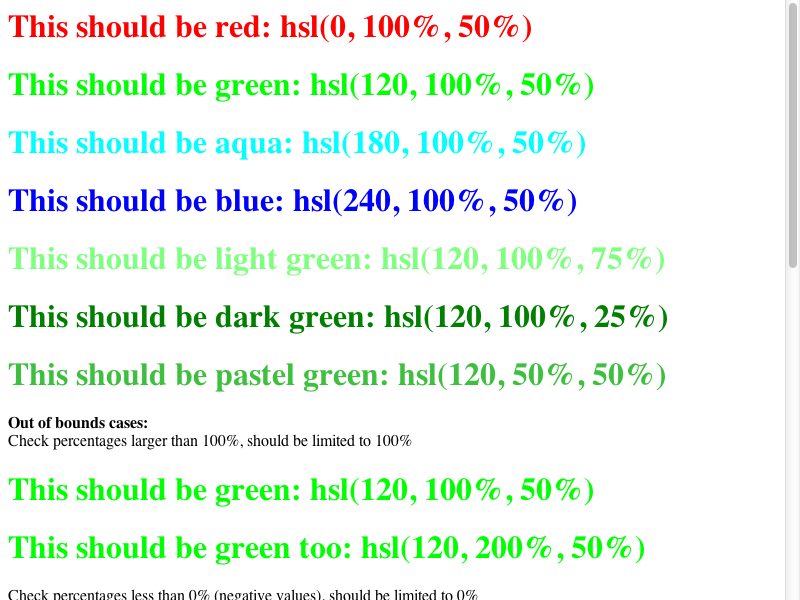 This should be red: hsl(0, 100%, 50%)
This should be green: hsl(120, 100%, 50%)
This should be aqua: hsl(180, 100%, 50%)
This should be blue: hsl(240, 100%, 50%)
This should be light green: hsl(120, 100%, 75%)
This should be dark green: hsl(120, 100%, 25%)
This should be pastel green: hsl(120, 50%, 50%)
Out of bounds cases:
Check percentages larger than 100%, should be limited to 100%
This should be green: hsl(120, 100%, 50%)
This should be green too: hsl(120, 200%, 50%)
Check percentages less than 0% (negative values), should be limited to 0%